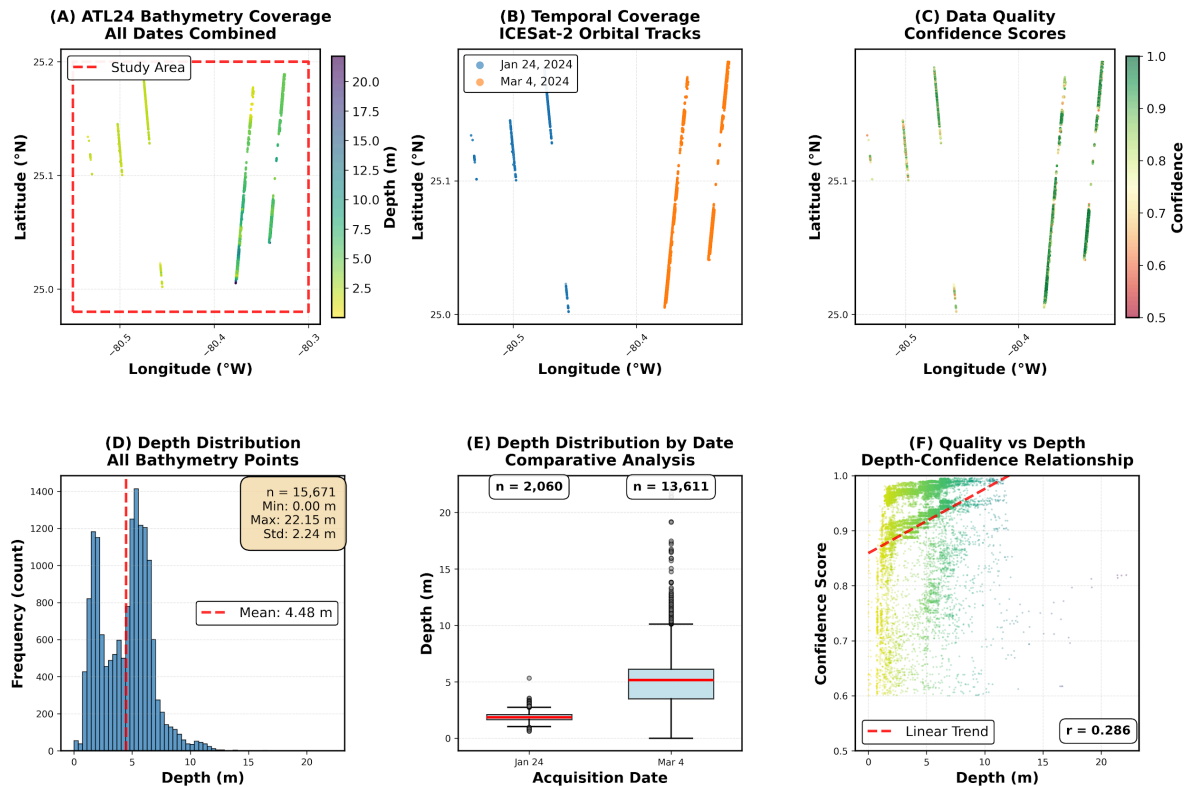 (A) ATL24 Bathymetry Coverage
All Dates Combined
Study Area
25.2
25.1
25.0
−80.5
−80.4
−80.3
Latitude (°N)
Longitude (°W)
20.0
17.5
15.0
12.5
10.0
7.5
5.0
2.5
Depth (m)
(B) Temporal Coverage
ICESat-2 Orbital Tracks
Jan 24, 2024
Mar 4, 2024
25.1
25.0
−80.5
−80.4
Latitude (°N)
Longitude (°W)
(C) Data Quality
Confidence Scores
25.1
25.0
−80.5
−80.4
Latitude (°N)
Longitude (°W)
1.0
0.9
0.8
0.7
0.6
0.5
Confidence
(D) Depth Distribution
All Bathymetry Points
n = 15,671
Min: 0.00 m
Max: 22.15 m
Std: 2.24 m
Mean: 4.48 m
1400
1200
1000
800
600
400
200
0
0
5
10
15
20
Frequency (count)
Depth (m)
(E) Depth Distribution by Date
Comparative Analysis
n = 2,060
n = 13,611
20
15
10
5
0
Jan 24
Mar 4
Depth (m)
Acquisition Date
(F) Quality vs Depth
Depth-Confidence Relationship
1.0
0.9
0.8
0.7
0.6
0.5
0
5
10
15
20
Linear Trend
r = 0.286
Confidence Score
Depth (m)